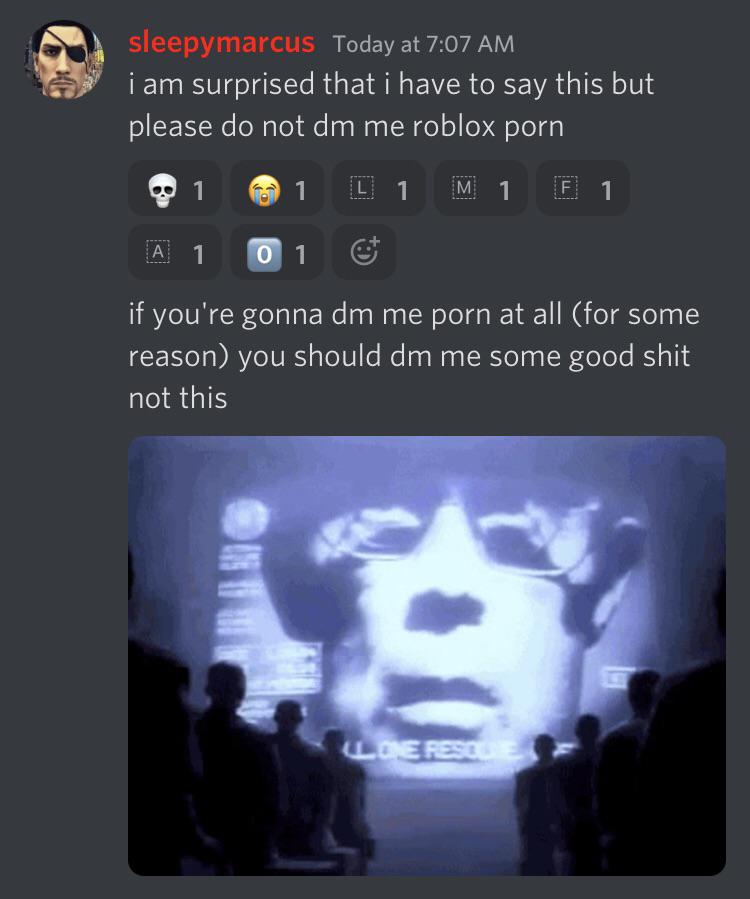 sleepymarcus Today at 7:07 AM
i am surprised that i have to say this but
please do not dm me roblox porn
💀 1 😭 1 L 1 M 1 F 1
A 1 0 1
if you're gonna dm me porn at all (for some
reason) you should dm me some good shit
not this
ONE RESOLVE